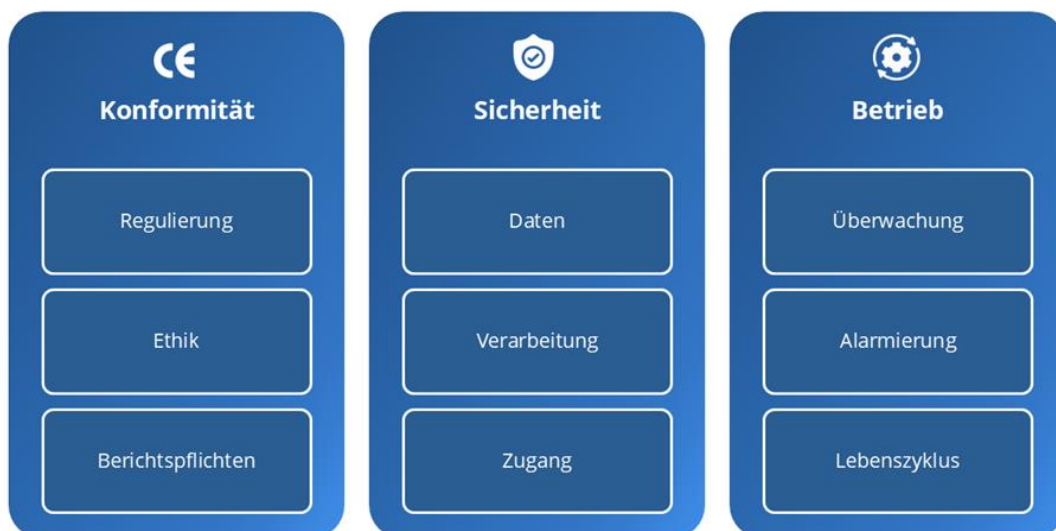 CE
Konformität
Regulierung
Ethik
Berichtspflichten
Sicherheit
Daten
Verarbeitung
Zugang
Betrieb
Überwachung
Alarmierung
Lebenszyklus